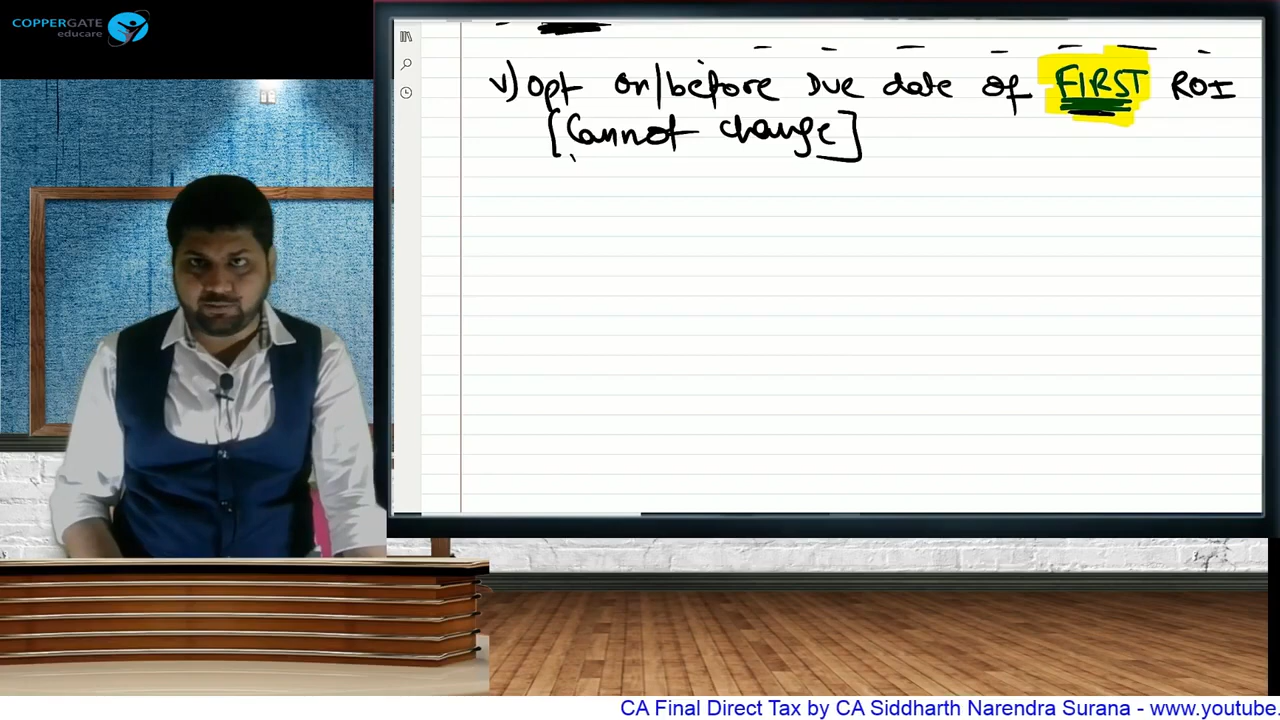 COPPERGATE
educare
v) Opt on/before Due date of FIRST ROI
[Cannot change]
CA Final Direct Tax by CA Siddharth Narendra Surana - www.youtube.